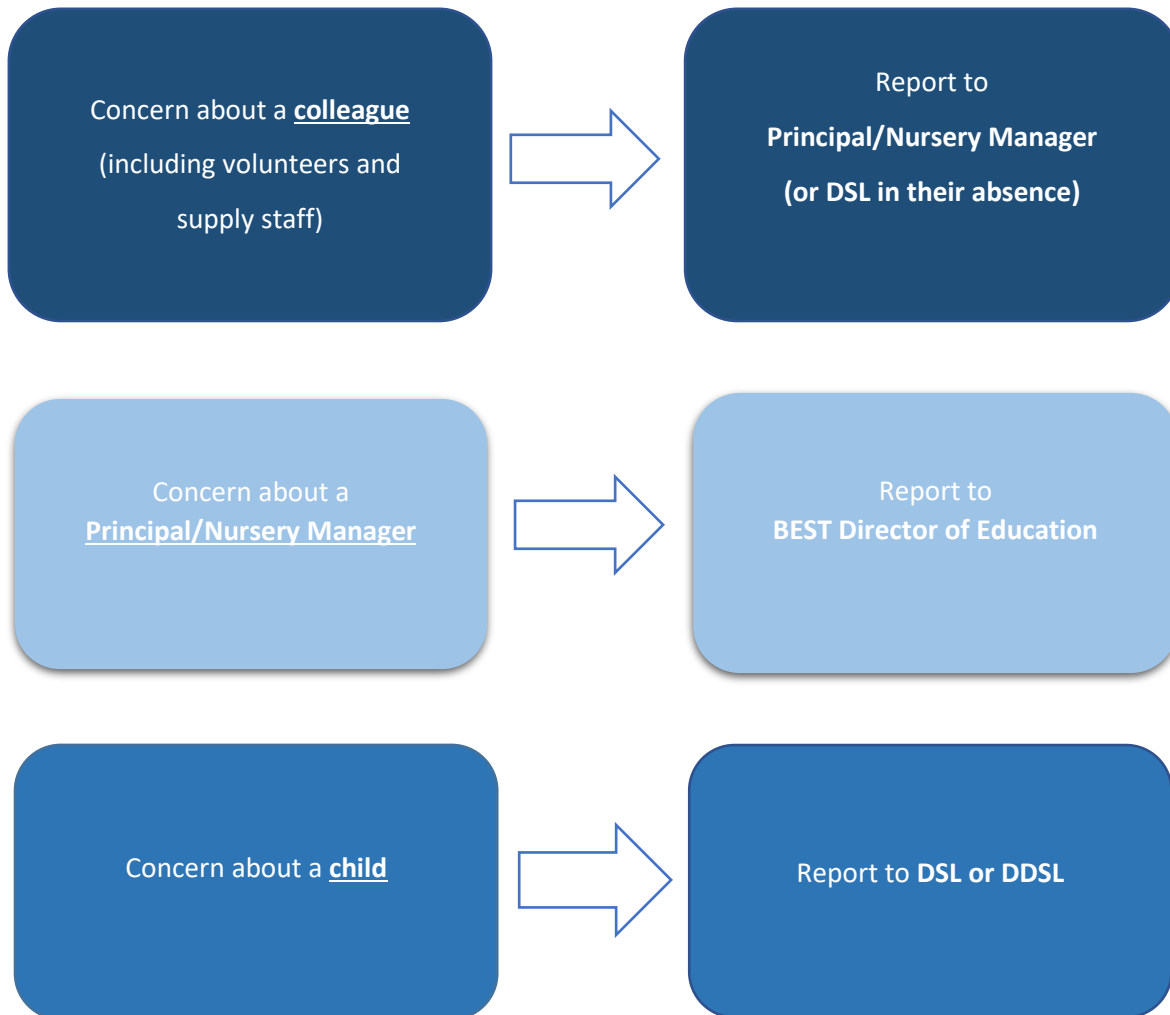 Concern about a colleague
(including volunteers and
supply staff)
Report to
Principal/Nursery Manager
(or DSL in their absence)
Concern about a
Principal/Nursery Manager
Report to
BEST Director of Education
Concern about a child
Report to DSL or DDSL